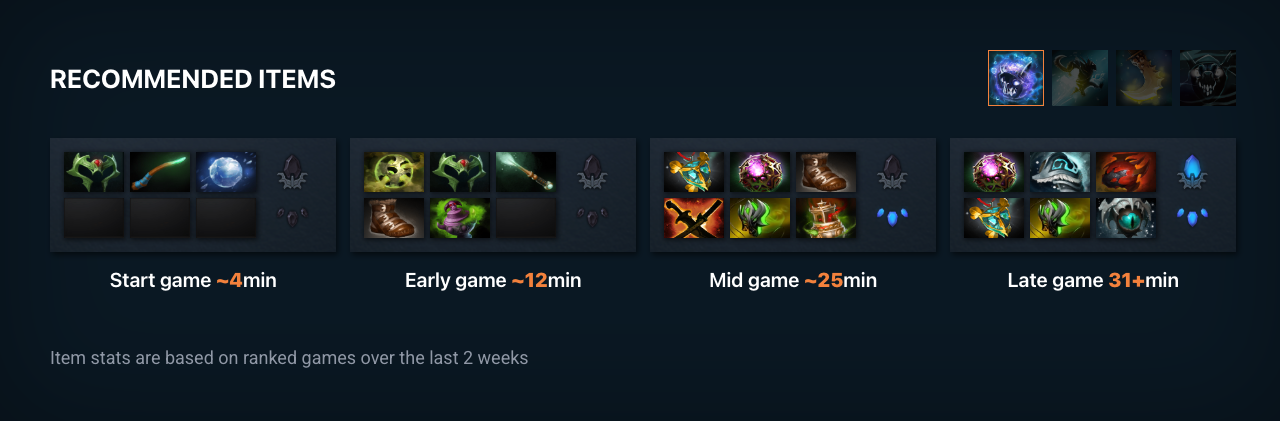 RECOMMENDED ITEMS
Start game ~4min
Early game ~12min
Mid game ~25min
Late game 31+min
Item stats are based on ranked games over the last 2 weeks